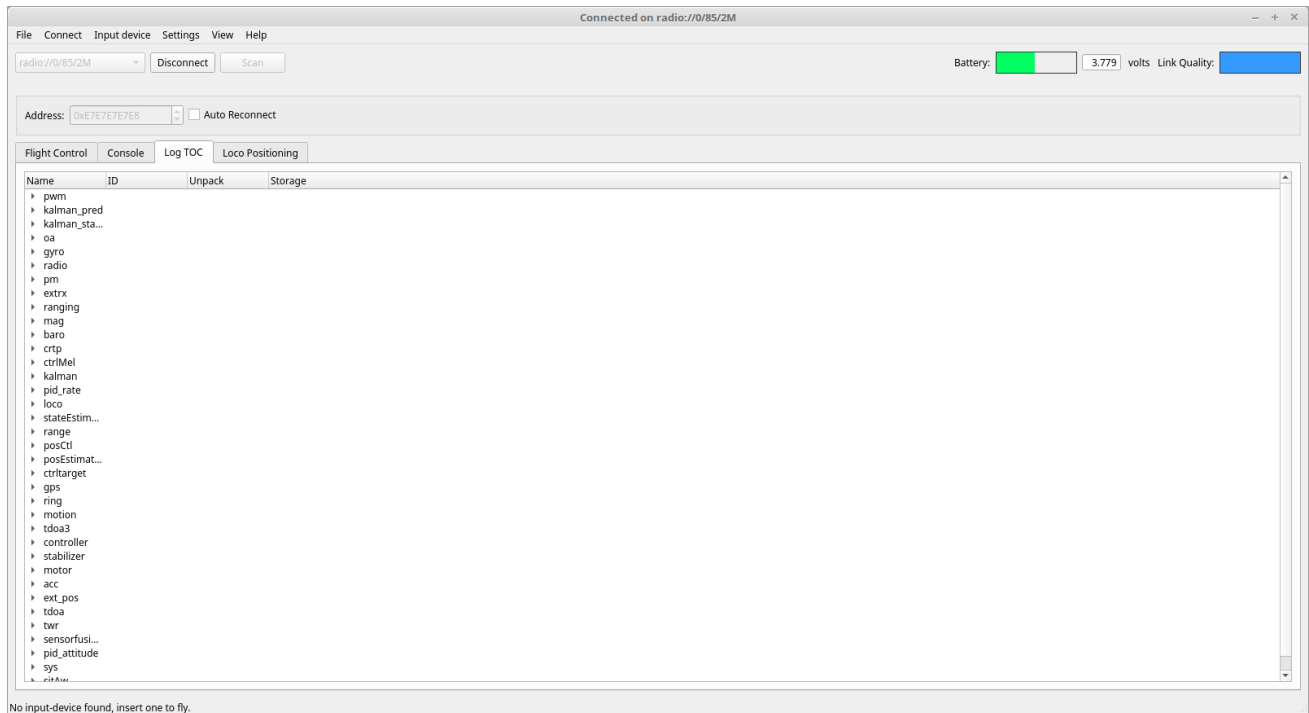 Connected on radio://0/85/2M
File Connect Input device Settings View Help
radio://0/85/2M Disconnect Scan Battery: 3.779 volts Link Quality:
Address: 0xE7E7E7E7E8 Auto Reconnect
Flight Control Console Log TOC Loco Positioning
Name ID Unpack Storage
pwm
kalman_pred
kalman_sta...
oa
gyro
radio
pm
extrx
ranging
mag
baro
crtp
ctrlMel
kalman
pid_rate
loco
stateEstim...
range
posCtl
posEstimat...
ctrltarget
gps
ring
motion
tdoa3
controller
stabilizer
motor
acc
ext_pos
tdoa
twr
sensorfusi...
pid_attitude
sys
sitAw
No input-device found, insert one to fly.